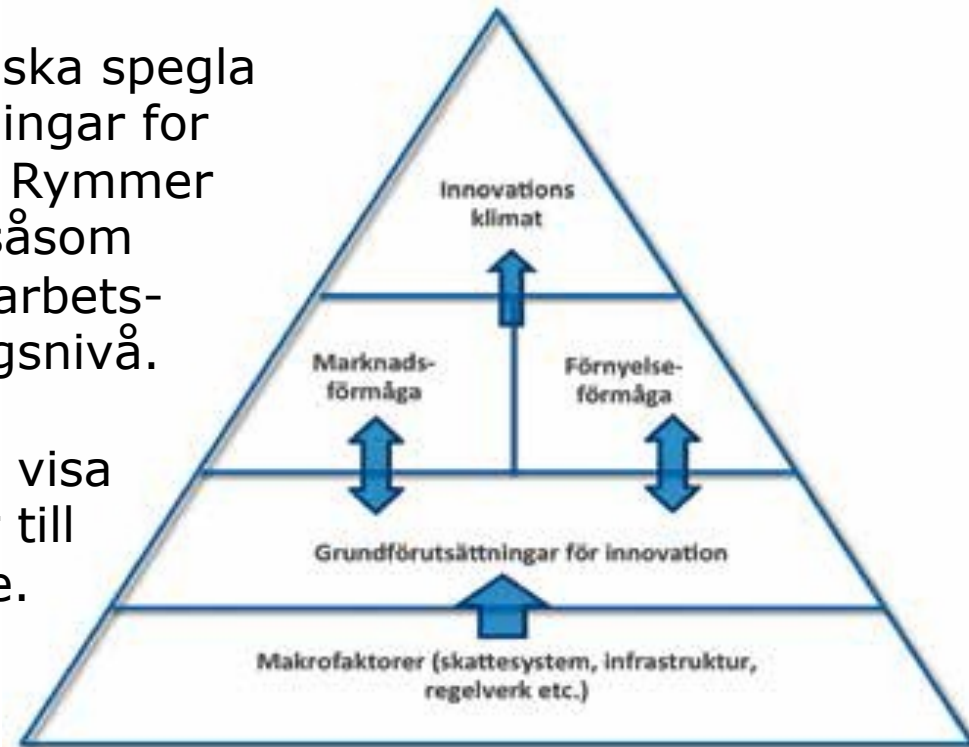 ska spegla
ingar for
Rymmer
såsom
arbets-
gsnivå.
visa
till
e.
Innovations
klimat
Marknads-
förmåga
Förnyelse-
förmåga
Grundförutsättningar för innovation
Makrofaktorer (skattesystem, infrastruktur,
regelverk etc.)